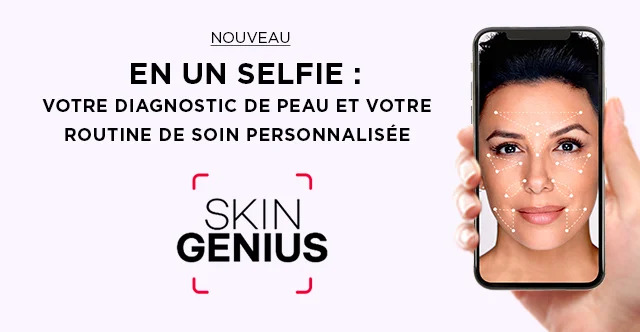 NOUVEAU
EN UN SELFIE :
VOTRE DIAGNOSTIC DE PEAU ET VOTRE
ROUTINE DE SOIN PERSONNALISÉE
SKIN
GENIUS